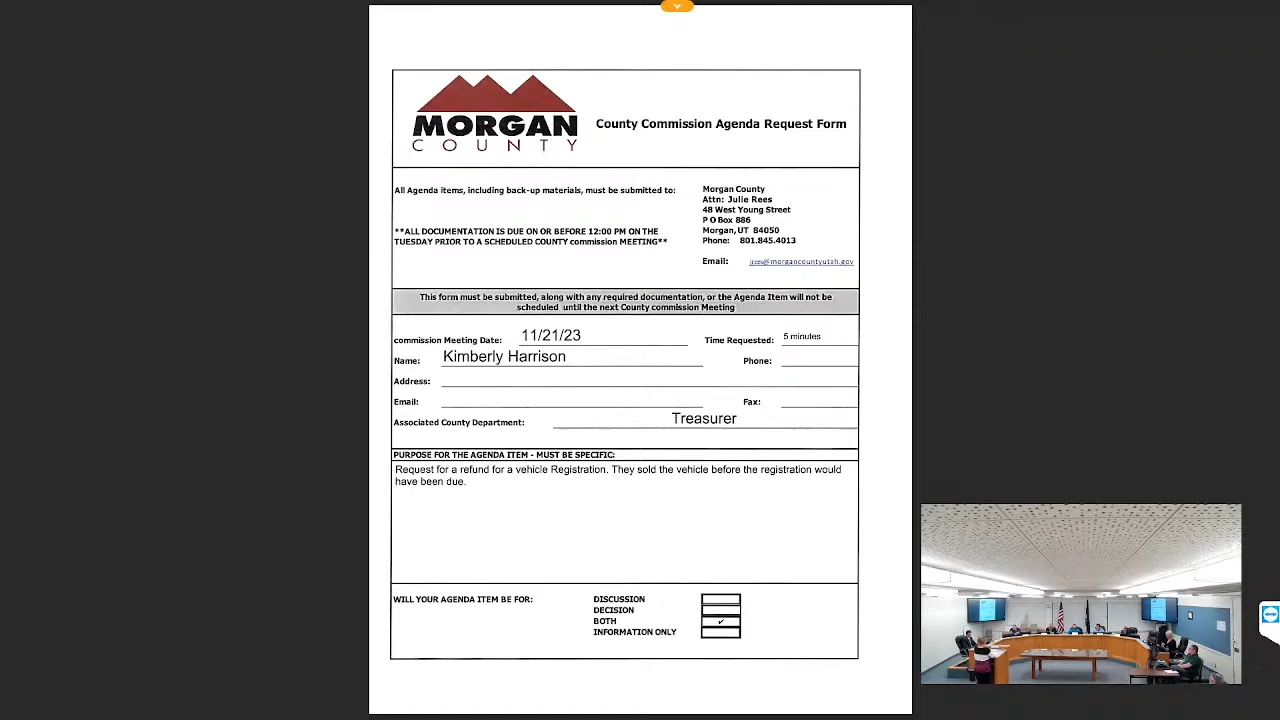 MORGAN
COUNTY
County Commission Agenda Request Form
All Agenda items, including back-up materials, must be submitted to:
Morgan County
Attn: Julie Rees
48 West Young Street
P O Box 886
Morgan, UT 84050
Phone: 801.845.4013
**ALL DOCUMENTATION IS DUE ON OR BEFORE 12:00 PM ON THE
TUESDAY PRIOR TO A SCHEDULED COUNTY commission MEETING**
Email: jrees@morgancountyutah.gov
This form must be submitted, along with any required documentation, or the Agenda Item will not be
scheduled until the next County commission Meeting
commission Meeting Date: 11/21/23 Time Requested: 5 minutes
Name: Kimberly Harrison Phone:
Address:
Email: Fax:
Associated County Department: Treasurer
PURPOSE FOR THE AGENDA ITEM - MUST BE SPECIFIC:
Request for a refund for a vehicle Registration. They sold the vehicle before the registration would
have been due.
WILL YOUR AGENDA ITEM BE FOR: DISCUSSION
DECISION
BOTH ✓
INFORMATION ONLY